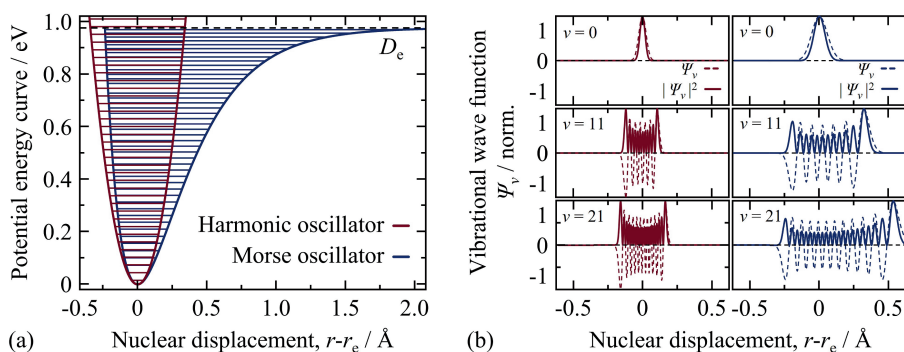 Potential energy curve / eV
1.0
0.8
0.6
0.4
0.2
0
D_e
Harmonic oscillator
Morse oscillator
-0.5 0 0.5 1.0 1.5 2.0
Nuclear displacement, r-r_e / Å
(a)
Vibrational wave function
Ψ_v / norm.
v = 0
Ψ_v
|Ψ_v|²
1
0
-1
v = 0
Ψ_v
|Ψ_v|²
v = 11
1
0
-1
v = 11
v = 21
1
0
-1
v = 21
-0.5 0 0.5
-0.5 0 0.5
Nuclear displacement, r-r_e / Å
(b)